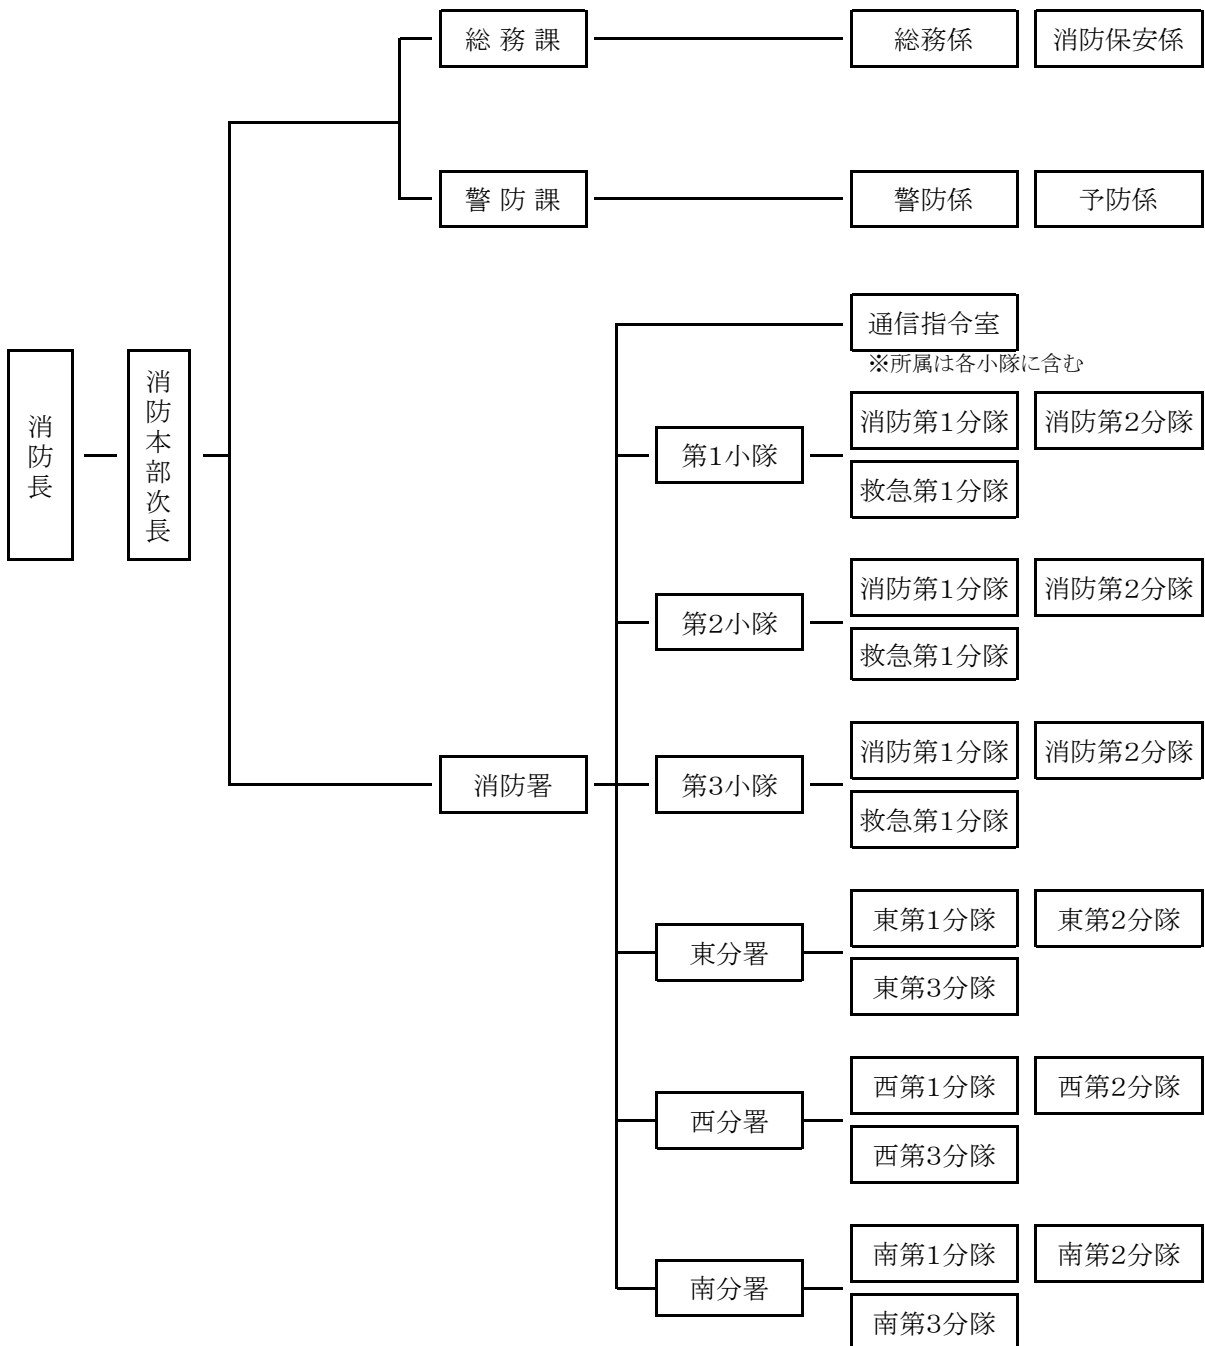 総務課
総務係
消防保安係
警防課
警防係
予防係
通信指令室
※所属は各小隊に含む
消防長
消防本部次長
消防第1分隊
消防第2分隊
第1小隊
救急第1分隊
消防第1分隊
消防第2分隊
第2小隊
救急第1分隊
消防署
消防第1分隊
消防第2分隊
第3小隊
救急第1分隊
東第1分隊
東第2分隊
東分署
東第3分隊
西第1分隊
西第2分隊
西分署
西第3分隊
南第1分隊
南第2分隊
南分署
南第3分隊